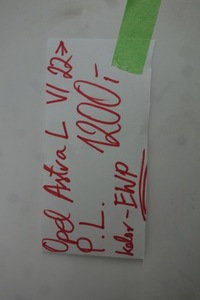 Opel Astra L VI 22->
P.L. 1200,-
kolor - EWP